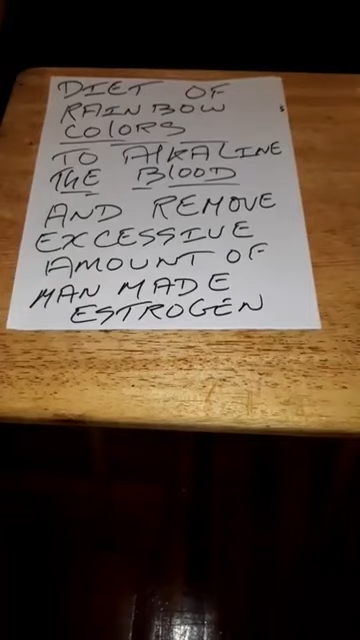 DIET OF
RAINBOW
COLORS
TO ALKALINE
THE BLOOD
AND REMOVE
EXCESSIVE
AMOUNT OF
MAN MADE
ESTROGEN